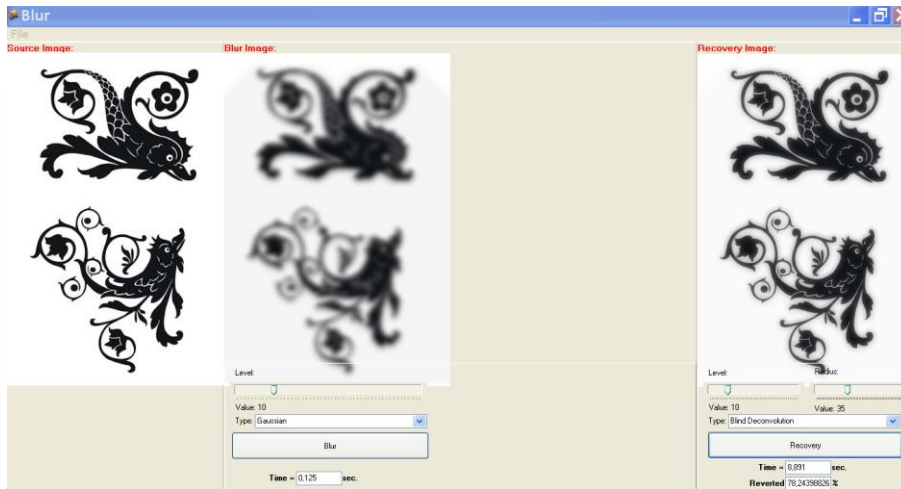 Blur
File
Source Image:
Blur Image:
Recovery Image:
Level:
Value: 10
Type: Gaussian
Blur
Time = 0,125 sec.
Level:
Radius:
Value: 10
Value: 35
Type: Blind Deconvolution
Recovery
Time = 8,891 sec.
Reverted 78,24398826 %